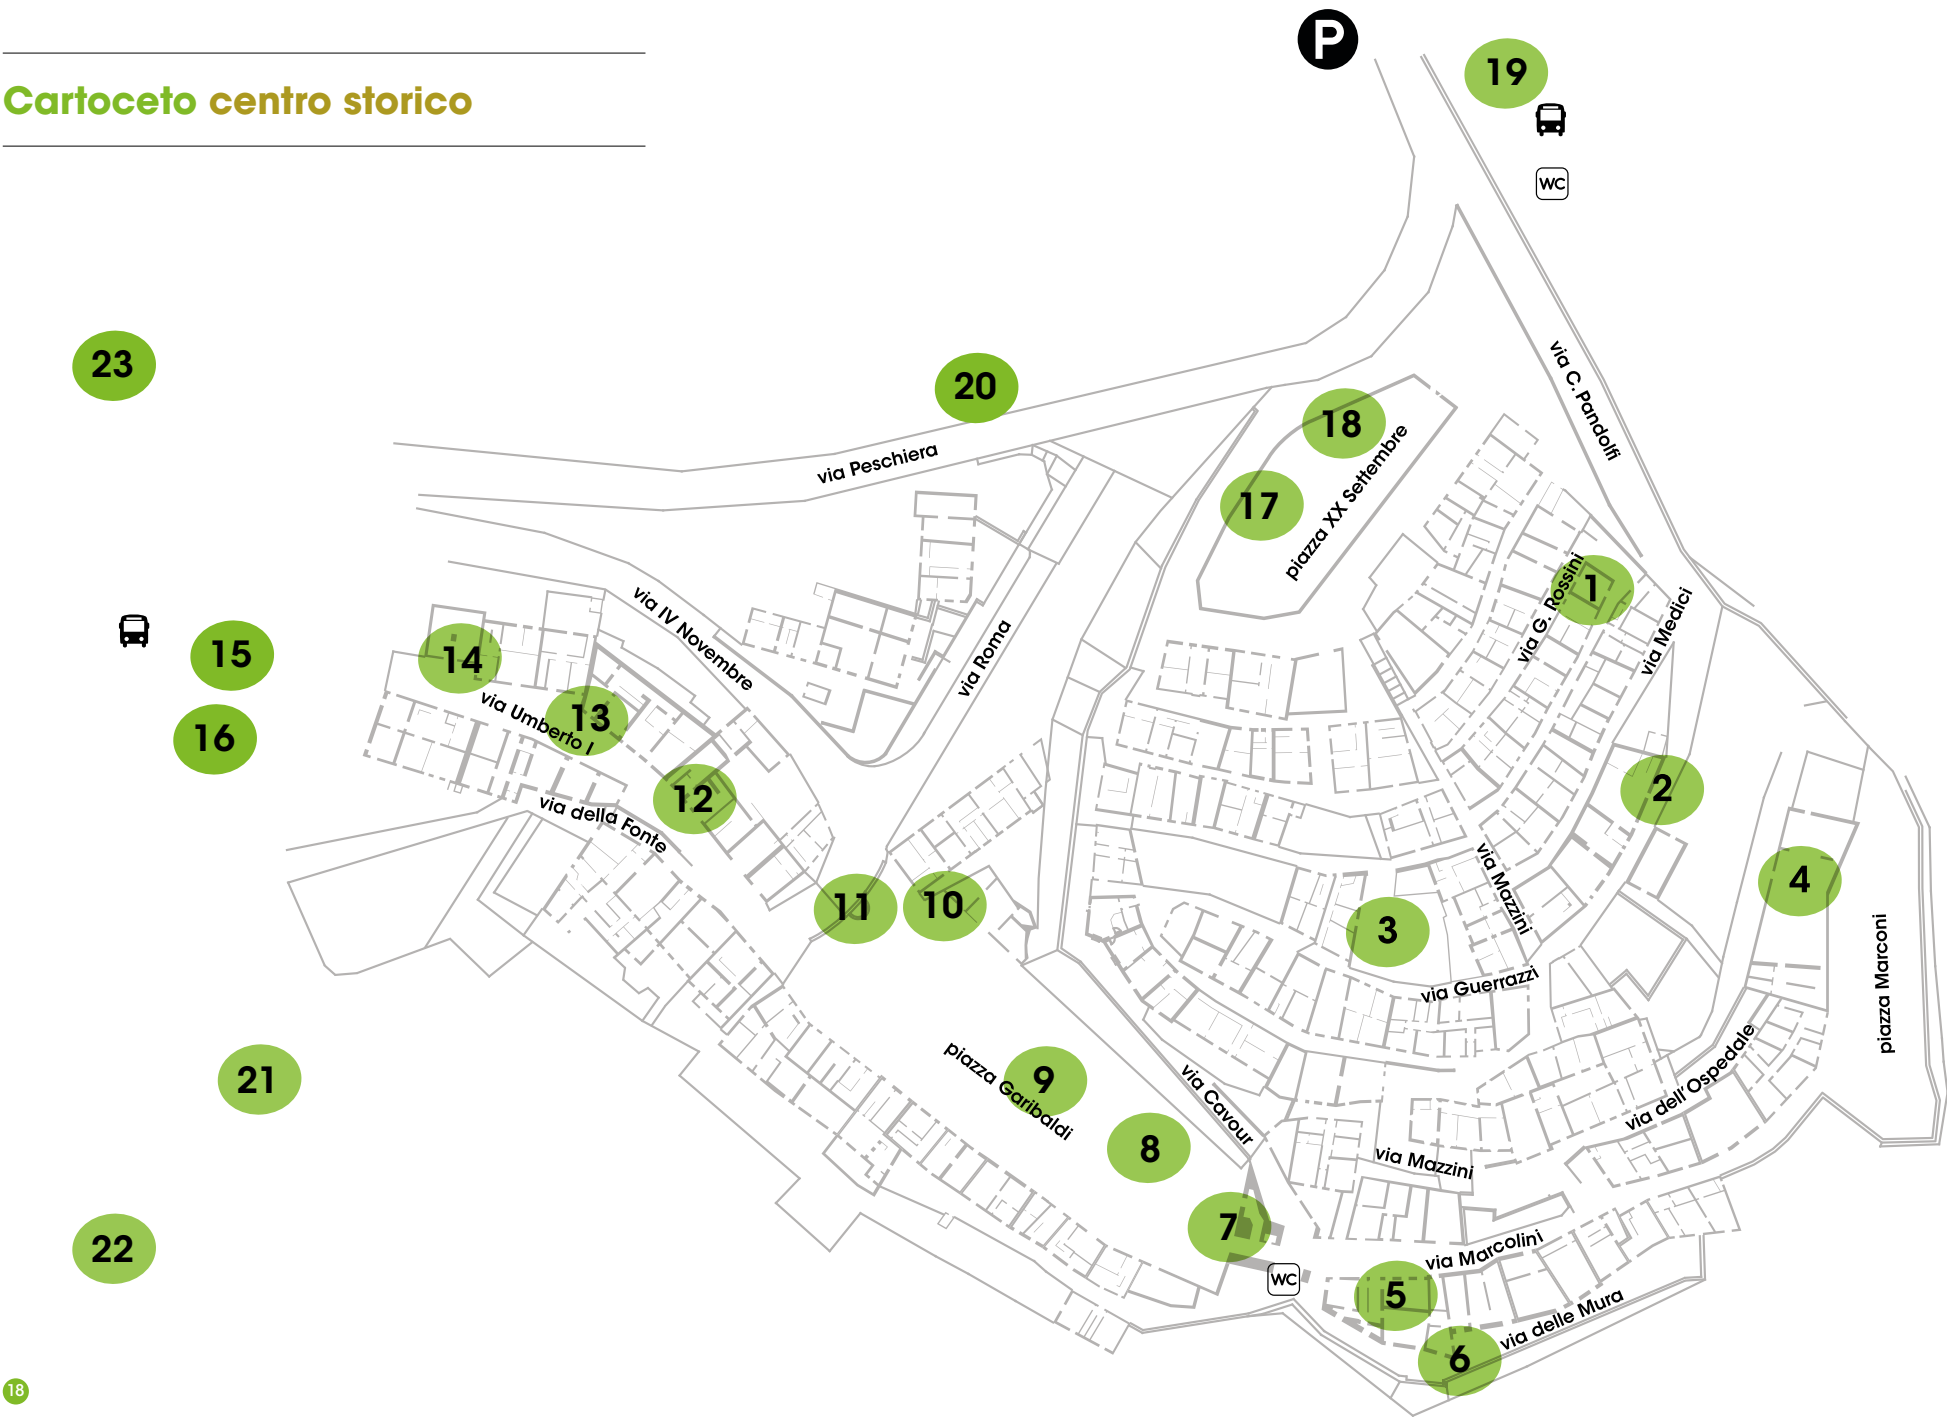 P
19
Cartoceto centro storico
WC
23
20
via C. Pandolfi
18
via Peschiera
piazza XX Settembre
17
via G. Rossini
1
via Medici
via IV Novembre
15
14
via Roma
via Umberto I
13
16
12
2
via della Fonte
via Mazzini
4
11
10
3
piazza Marconi
via Guerrazzi
21
piazza Garibaldi
9
via Cavour
via dell'Ospedale
8
via Mazzini
22
7
via Marcolini
WC
5
via delle Mura
6
18